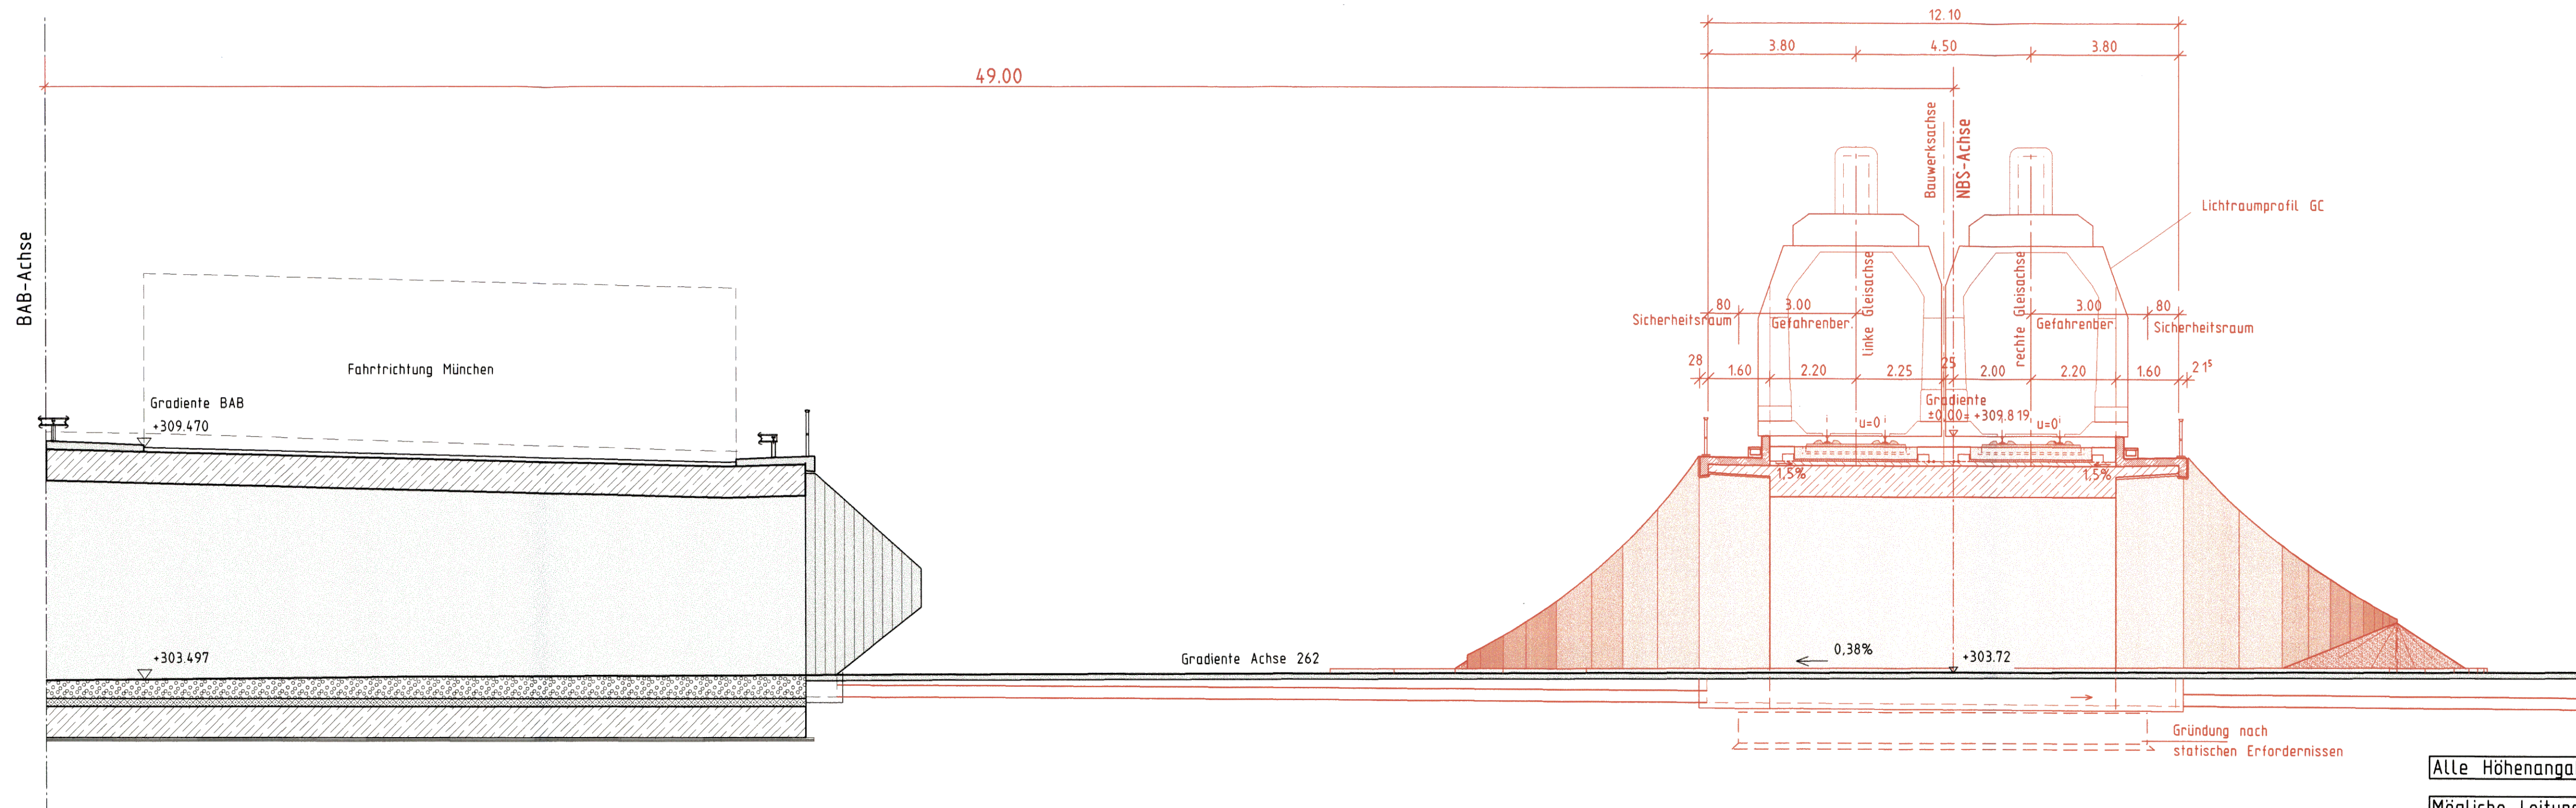 12.10
3.80
4.50
3.80
49.00
BAB-Achse
Bauwerksachse
NBS-Achse
Lichtraumprofil GC
linke Gleisachse
rechte Gleisachse
80
3.00
3.00
80
Sicherheitsraum
Gefahrenber.
Gefahrenber.
Sicherheitsraum
Fahrtrichtung München
28
1.60
2.20
2.25
25
2.00
2.20
1.60
21⁵
Gradiente BAB
+309.470
Gradiente
±0.00= +309.819
u=0
u=0
1,5%
1,5%
+303.497
Gradiente Achse 262
0,38%
+303.72
Gründung nach
statischen Erfordernissen
Alle Höhenanga
Mögliche Leitung